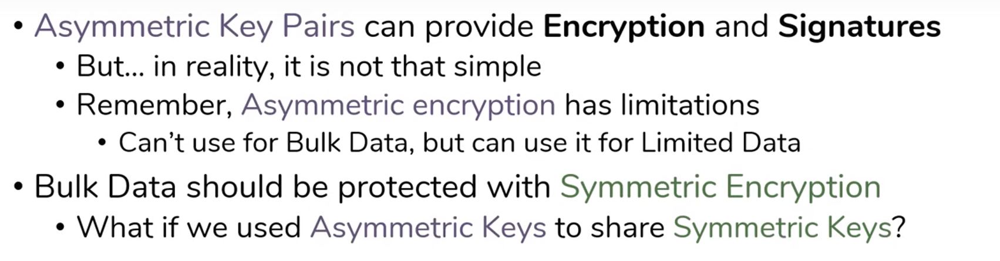 • Asymmetric Key Pairs can provide Encryption and Signatures
• But... in reality, it is not that simple
• Remember, Asymmetric encryption has limitations
• Can't use for Bulk Data, but can use it for Limited Data
• Bulk Data should be protected with Symmetric Encryption
• What if we used Asymmetric Keys to share Symmetric Keys?